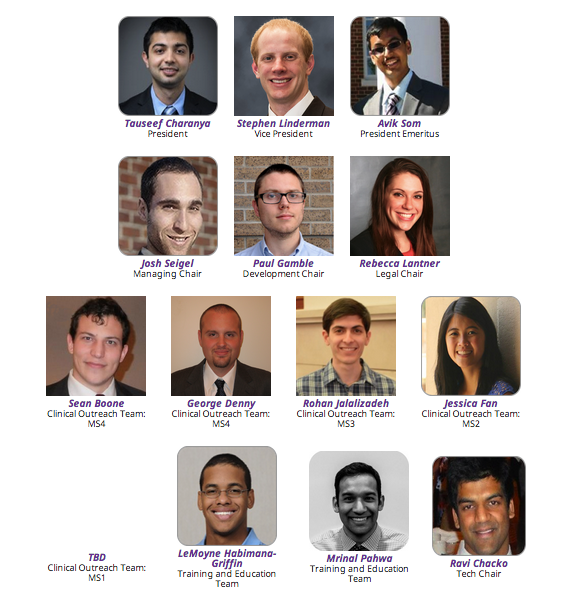 Tauseef Charanya
President
Stephen Linderman
Vice President
Avik Som
President Emeritus
Josh Seigel
Managing Chair
Paul Gamble
Development Chair
Rebecca Lantner
Legal Chair
Sean Boone
Clinical Outreach Team:
MS4
George Denny
Clinical Outreach Team:
MS4
Rohan Jalalizadeh
Clinical Outreach Team:
MS3
Jessica Fan
Clinical Outreach Team:
MS2
TBD
Clinical Outreach Team:
MS1
LeMoyne Habimana-
Griffin
Training and Education
Team
Mrinal Pahwa
Training and Education
Team
Ravi Chacko
Tech Chair